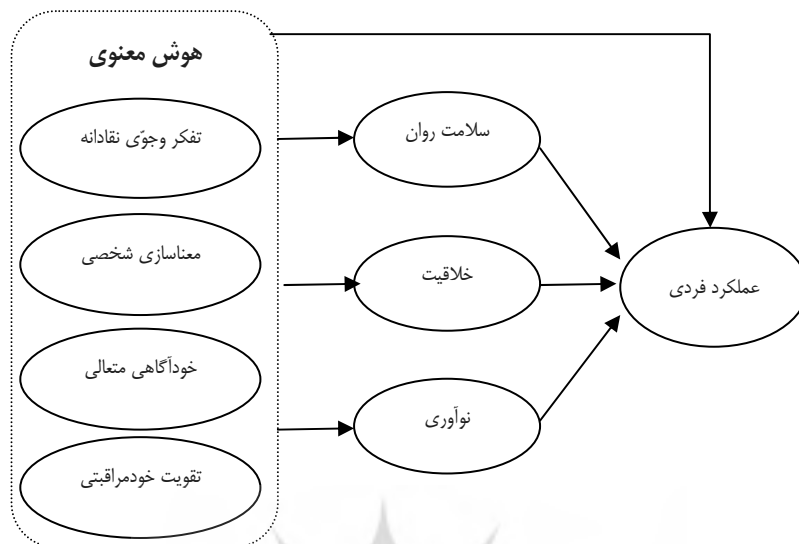 هوش معنوی
تفکر وجوّی نقادانه
معناسازی شخصی
خودآگاهی متعالی
تقویت خودمراقبتی
سلامت روان
خلاقیت
نوآوری
عملکرد فردی